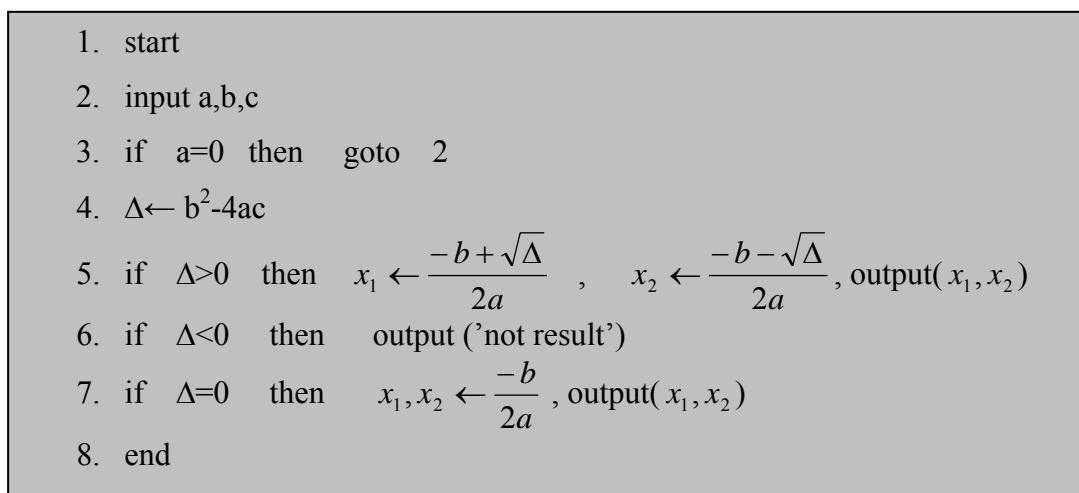 1. start
2. input a,b,c
3. if a=0 then goto 2
4. Δ← b²-4ac
5. if Δ>0 then x₁ ← (−b + √Δ)/(2a) , x₂ ← (−b − √Δ)/(2a) , output( x₁, x₂ )
6. if Δ<0 then output (’not result’)
7. if Δ=0 then x₁, x₂ ← (−b)/(2a) , output( x₁, x₂ )
8. end